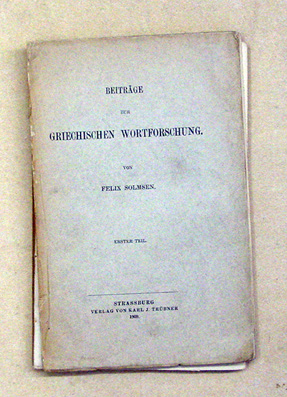 BEITRÄGE
ZUR
GRIECHISCHEN WORTFORSCHUNG.
VON
FELIX SOLMSEN.
ERSTER TEIL.
STRASSBURG
VERLAG VON KARL J. TRÜBNER
1909.